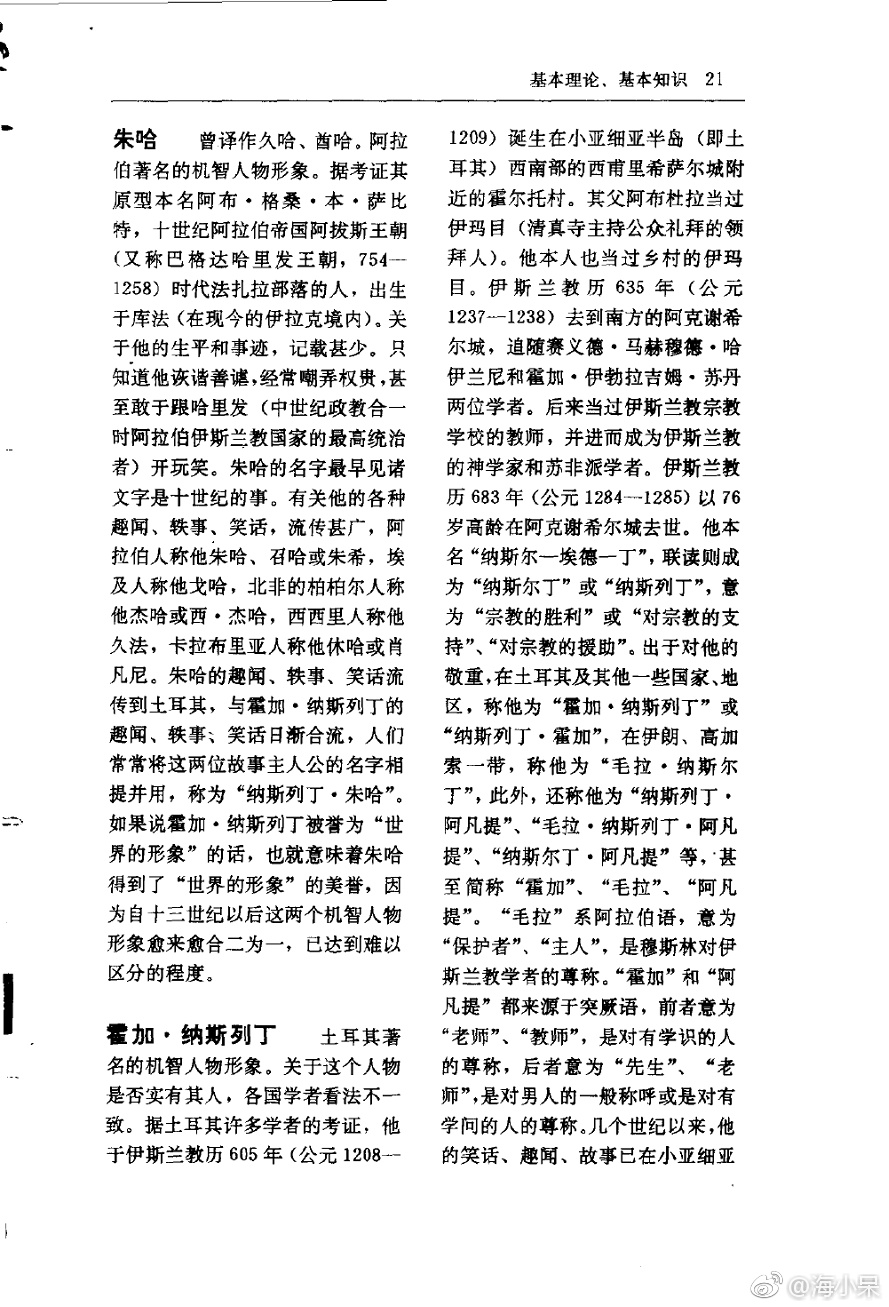 基本理论、基本知识 21
朱哈 曾译作久哈、酋哈。阿拉
伯著名的机智人物形象。据考证其
原型本名阿布·格桑·本·萨比
特，十世纪阿拉伯帝国阿拔斯王朝
(又称巴格达哈里发王朝，754—
1258）时代法扎拉部落的人，出生
于库法（在现今的伊拉克境内）。关
于他的生平和事迹，记载甚少。只
知道他诙谐善谑，经常嘲弄权贵，甚
至敢于跟哈里发（中世纪政教合一
时阿拉伯伊斯兰教国家的最高统治
者）开玩笑。朱哈的名字最早见诸
文字是十世纪的事。有关他的各种
趣闻、轶事、笑话，流传甚广，阿
拉伯人称他朱哈、召哈或朱希，埃
及人称他戈哈，北非的柏柏尔人称
他杰哈或西·杰哈，西西里人称他
久法，卡拉布里亚人称他休哈或肖
凡尼。朱哈的趣闻、轶事、笑话流
传到土耳其，与霍加·纳斯列丁的
趣闻、轶事、笑话日渐合流，人们
常常将这两位故事主人公的名字相
提并用，称为“纳斯列丁·朱哈”。
如果说霍加·纳斯列丁被誉为“世
界的形象”的话，也就意味着朱哈
得到了“世界的形象”的美誉，因
为自十三世纪以后这两个机智人物
形象愈来愈合二为一，已达到难以
区分的程度。
霍加·纳斯列丁 土耳其著
名的机智人物形象。关于这个人物
是否实有其人，各国学者看法不一
致。据土耳其许多学者的考证，他
于伊斯兰教历605年（公元1208—
1209）诞生在小亚细亚半岛（即土
耳其）西南部的西甫里希萨尔城附
近的霍尔托村。其父阿布杜拉当过
伊玛目（清真寺主持公众礼拜的领
拜人）。他本人也当过乡村的伊玛
目。伊斯兰教历635年（公元
1237—1238）去到南方的阿克谢希
尔城，追随赛义德·马赫穆德·哈
伊兰尼和霍加·伊勃拉吉姆·苏丹
两位学者。后来当过伊斯兰教宗教
学校的教师，并进而成为伊斯兰教
的神学家和苏非派学者。伊斯兰教
历683年（公元1284—1285）以76
岁高龄在阿克谢希尔城去世。他本
名“纳斯尔—埃德—丁”，联读则成
为“纳斯尔丁”或“纳斯列丁”，意
为“宗教的胜利”或“对宗教的支
持”、“对宗教的援助”。出于对他的
敬重，在土耳其及其他一些国家、地
区，称他为“霍加·纳斯列丁”或
“纳斯列丁·霍加”，在伊朗、高加
索一带，称他为“毛拉·纳斯尔
丁”，此外，还称他为“纳斯列丁·
阿凡提”、“毛拉·纳斯列丁·阿凡
提”、“纳斯尔丁·阿凡提”等，甚
至简称“霍加”、“毛拉”、“阿凡
提”。“毛拉”系阿拉伯语，意为
“保护者”、“主人”，是穆斯林对伊
斯兰教学者的尊称。“霍加”和“阿
凡提”都来源于突厥语，前者意为
“老师”、“教师”，是对有学识的人
的尊称，后者意为“先生”、“老
师”，是对男人的一般称呼或是对有
学问的人的尊称。几个世纪以来，他
的笑话、趣闻、故事已在小亚细亚
@海小呆